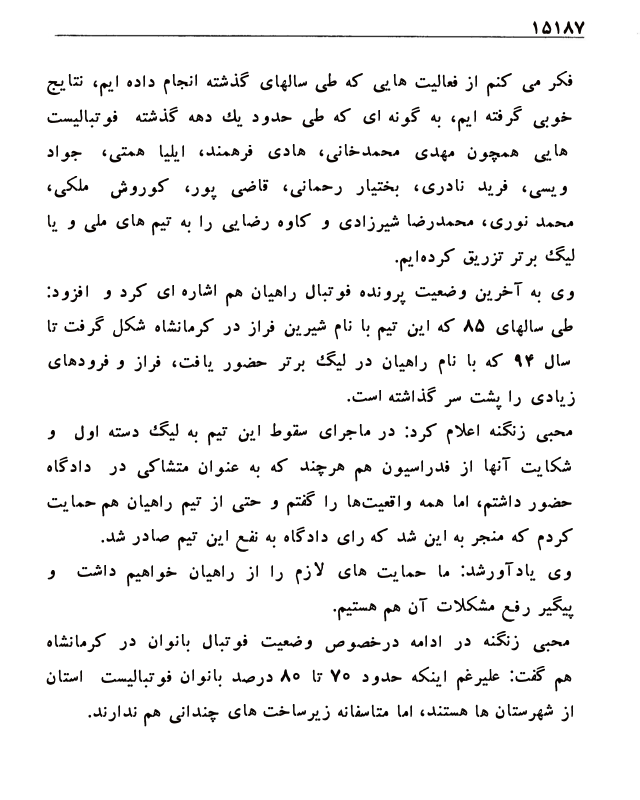 ۱۵۱۸۷
فکر می کنم از فعالیت هایی که طی سالهای گذشته انجام داده ایم، نتایج
خوبی گرفته ایم، به گونه ای که طی حدود یك دهه گذشته فوتبالیست
هایی همچون مهدی محمدخانی، هادی فرهمند، ایلیا همتی، جواد
ویسی، فرید نادری، بختیار رحمانی، قاضی پور، کوروش ملکی،
محمد نوری، محمدرضا شیرزادی و کاوه رضایی را به تیم های ملی و یا
لیگ برتر تزریق کرده‌ایم.
وی به آخرین وضعیت پرونده فوتبال راهیان هم اشاره ای کرد و افزود:
طی سالهای ۸۵ که این تیم با نام شیرین فراز در کرمانشاه شکل گرفت تا
سال ۹۴ که با نام راهیان در لیگ برتر حضور یافت، فراز و فرودهای
زیادی را پشت سر گذاشته است.
محبی زنگنه اعلام کرد: در ماجرای سقوط این تیم به لیگ دسته اول و
شکایت آنها از فدراسیون هم هرچند که به عنوان متشاکی در دادگاه
حضور داشتم، اما همه واقعیت‌ها را گفتم و حتی از تیم راهیان هم حمایت
کردم که منجر به این شد که رای دادگاه به نفع این تیم صادر شد.
وی یادآورشد: ما حمایت های لازم را از راهیان خواهیم داشت و
پیگیر رفع مشکلات آن هم هستیم.
محبی زنگنه در ادامه درخصوص وضعیت فوتبال بانوان در کرمانشاه
هم گفت: علیرغم اینکه حدود ۷۰ تا ۸۰ درصد بانوان فوتبالیست استان
از شهرستان ها هستند، اما متاسفانه زیرساخت های چندانی هم ندارند.